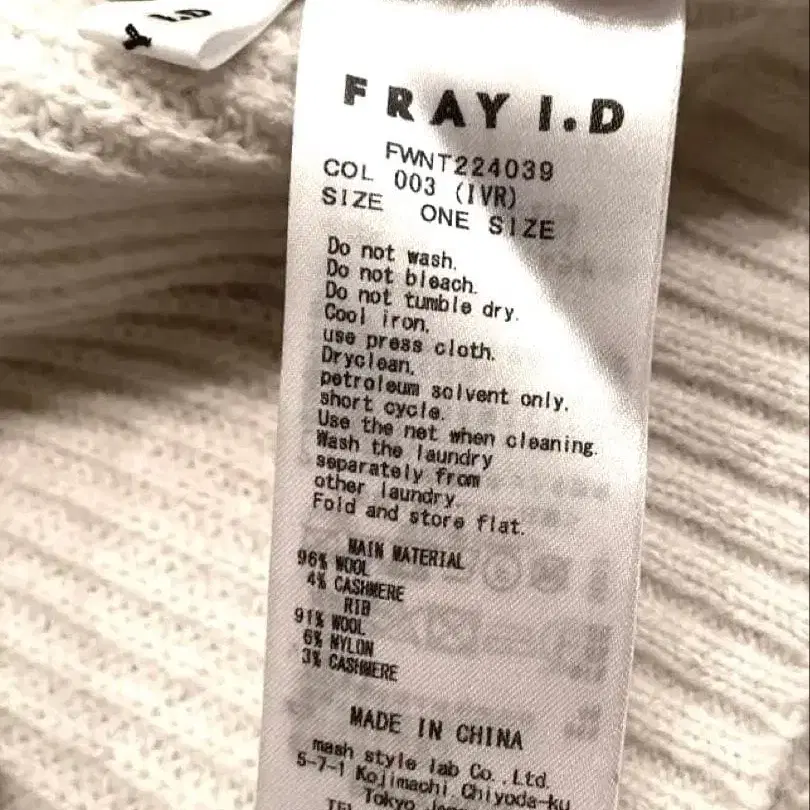 I.D
FRAY I.D
FWNT224039
COL 003 (IVR)
SIZE ONE SIZE
Do not wash.
Do not bleach.
Do not tumble dry.
Cool iron.
use press cloth.
Dryclean.
petroleum solvent only.
short cycle.
Use the net when cleaning.
Wash the laundry
separately from
other laundry.
Fold and store flat.
MAIN MATERIAL
96% WOOL
4% CASHMERE
RIB
91% WOOL
6% NYLON
3% CASHMERE
MADE IN CHINA
mash style lab Co.,Ltd.
5-7-1 Kojimachi Chiyoda-ku
Tokyo
TEL